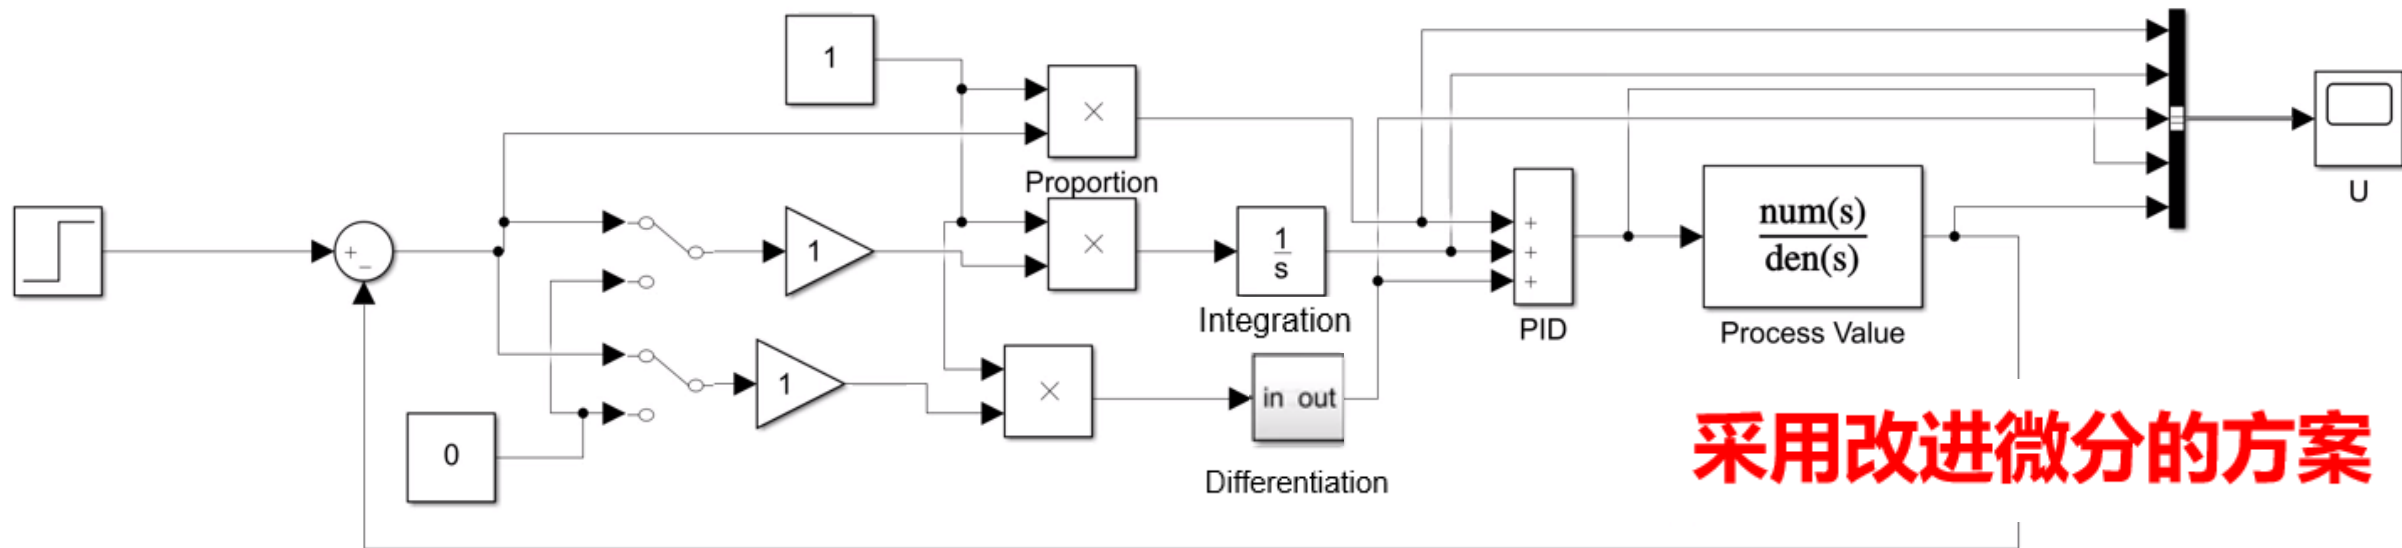 1
×
Proportion
+
−
1
×
1
s
Integration
+
+
+
PID
num(s)
den(s)
Process Value
U
1
×
in out
Differentiation
0
采用改进微分的方案